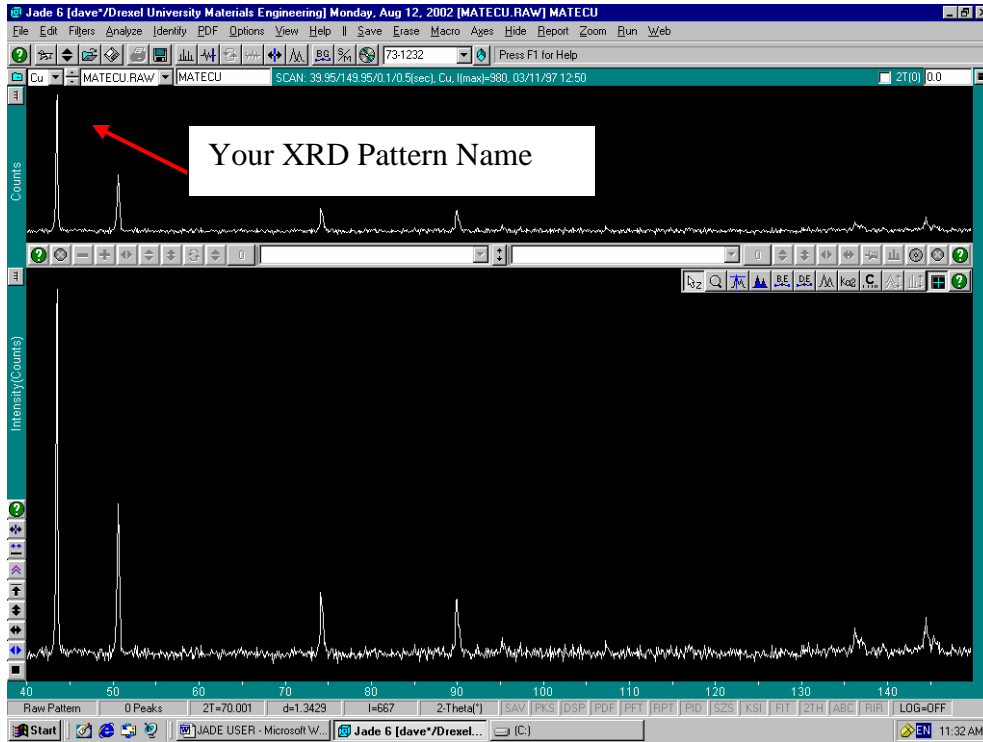 Jade 6 [dave*/Drexel University Materials Engineering] Monday, Aug 12, 2002 [MATECU.RAW] MATECU
File Edit Filters Analyze Identify PDF Options View Help || Save Erase Macro Axes Hide Report Zoom Run Web
B.G S/M 73-1232 Press F1 for Help
Cu MATECU.RAW MATECU SCAN: 39.95/149.95/0.1/0.5(sec), Cu, I(max)=980, 03/11/97 12:50 2T(0) 0.0
Your XRD Pattern Name
Counts
0 0
B.E D.E Kα2 .C.
Intensity(Counts)
40 50 60 70 80 90 100 110 120 130 140
Raw Pattern 0 Peaks 2T=70.001 d=1.3429 I=667 2-Theta(°) SAV PKS DSP PDF PFT RPT PID SZS KSI FIT 2TH ABC RIR LOG=OFF
Start JADE USER - Microsoft W... Jade 6 [dave*/Drexel... (C:) EN 11:32 AM